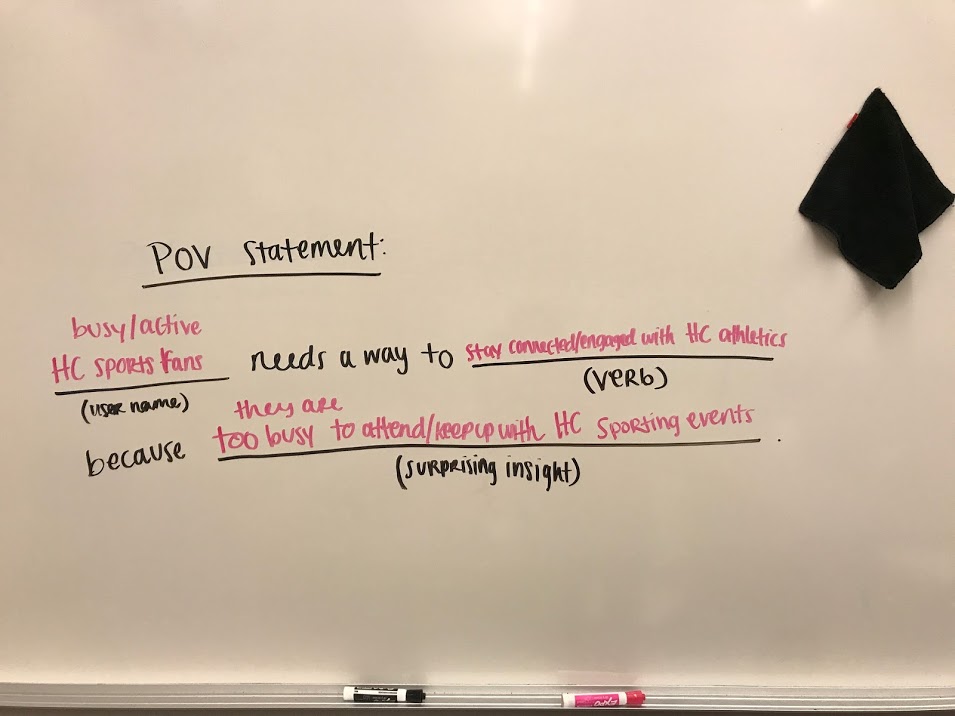 POV statement:
busy/active
HC sports fans needs a way to stay connected/engaged with HC athletics
(user name) (verb)
they are
because too busy to attend/keep up with HC sporting events.
(surprising insight)
EXPO